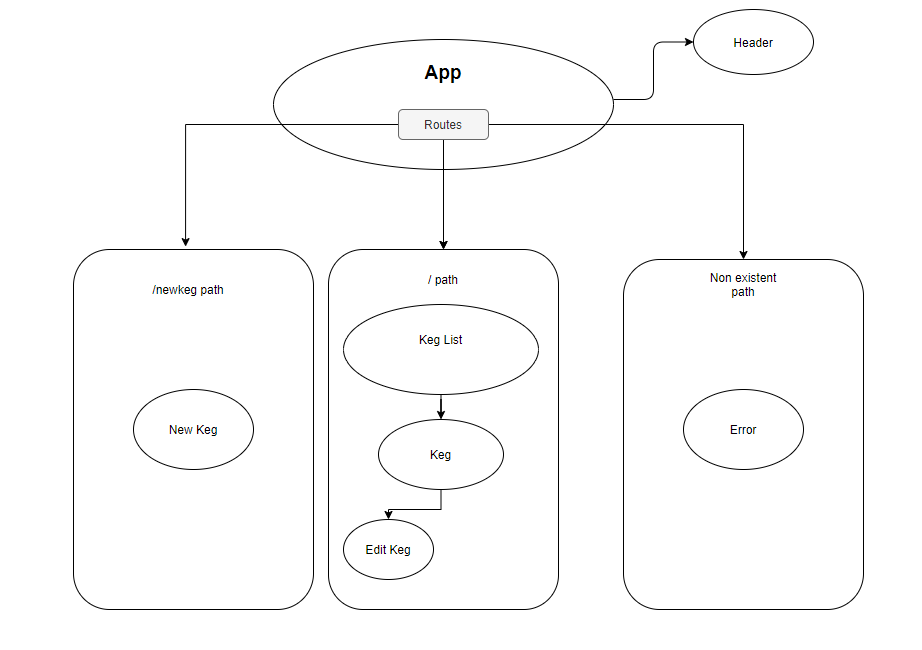 Header
App
Routes
/newkeg path
New Keg
/ path
Keg List
Keg
Edit Keg
Non existent
path
Error